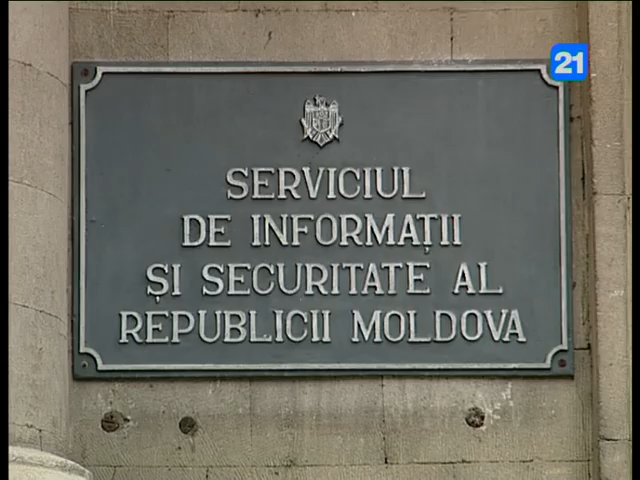 21
SERVICIUL
DE INFORMAȚII
ȘI SECURITATE AL
REPUBLICII MOLDOVA